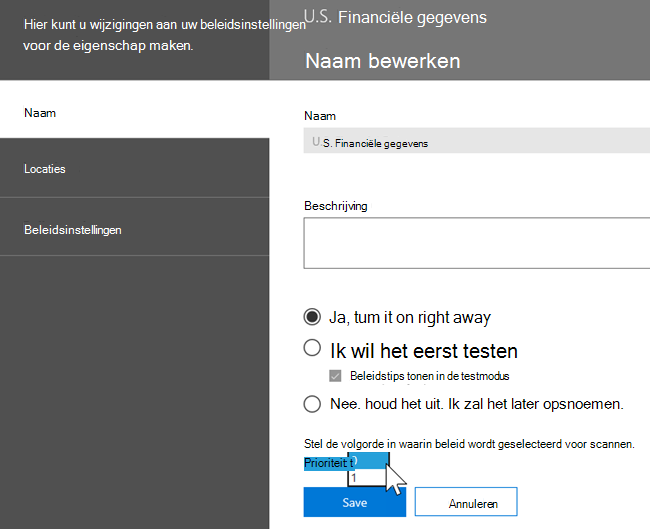 Hier kunt u wijzigingen aan uw beleidsinstellingen
voor de eigenschap maken.
U.S. Financiële gegevens
Naam bewerken
Naam
Locaties
Beleidsinstellingen
Naam
U.S. Financiële gegevens
Beschrijving
Ja, tum it on right away
Ik wil het eerst testen
Beleidstips tonen in de testmodus
Nee. houd het uit. Ik zal het later opsnoemen.
Stel de volgorde in waarin beleid wordt geselecteerd voor scannen.
Prioriteit t
0
1
Save
Annuleren